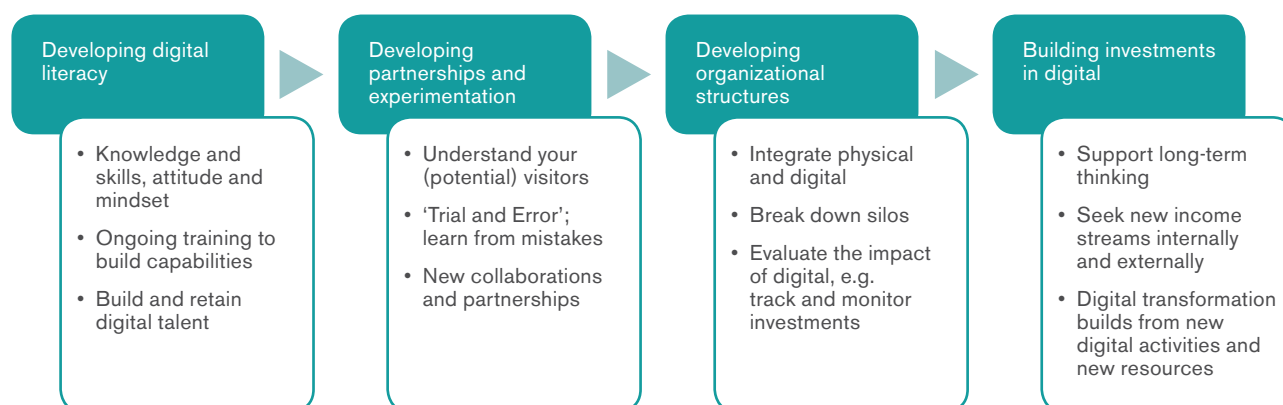 Developing digital
literacy
• Knowledge and
skills, attitude and
mindset
• Ongoing training to
build capabilities
• Build and retain
digital talent
Developing
partnerships and
experimentation
• Understand your
(potential) visitors
• ‘Trial and Error’;
learn from mistakes
• New collaborations
and partnerships
Developing
organizational
structures
• Integrate physical
and digital
• Break down silos
• Evaluate the impact
of digital, e.g.
track and monitor
investments
Building investments
in digital
• Support long-term
thinking
• Seek new income
streams internally
and externally
• Digital transformation
builds from new
digital activities and
new resources